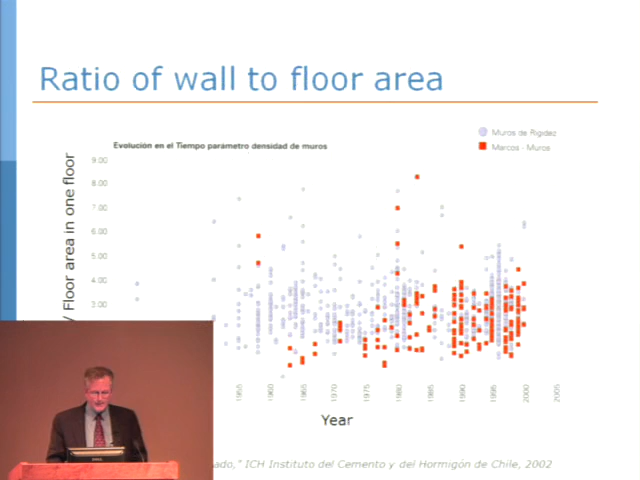 Ratio of wall to floor area
Muros de Rigidez
Marcos - Muros
Evolución en el Tiempo parámetro densidad de muros
/ Floor area in one floor
9.00
8.00
7.00
6.00
5.00
4.00
2.00
1955
1960
1965
1970
1975
1980
1985
1990
1995
2000
2005
Year
ado," ICH Instituto del Cemento y del Hormigón de Chile, 2002